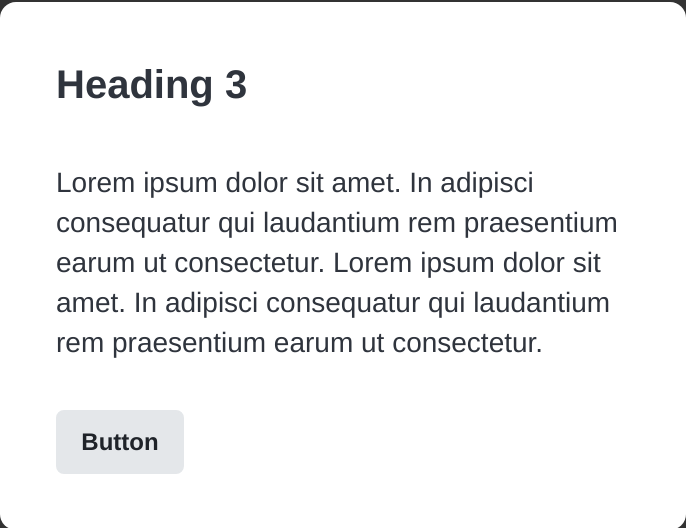 Heading 3
Lorem ipsum dolor sit amet. In adipisci
consequatur qui laudantium rem praesentium
earum ut consectetur. Lorem ipsum dolor sit
amet. In adipisci consequatur qui laudantium
rem praesentium earum ut consectetur.
Button